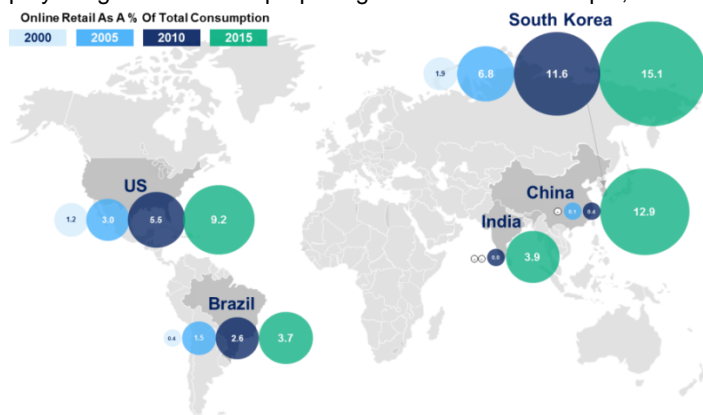 Online Retail As A % Of Total Consumption
2000 2005 2010 2015
South Korea
1.9 6.8 11.6 15.1
US
1.2 3.0 5.5 9.2
China
0.1 0.4 12.9
India
3.9
Brazil
0.4 1.5 2.6 3.7